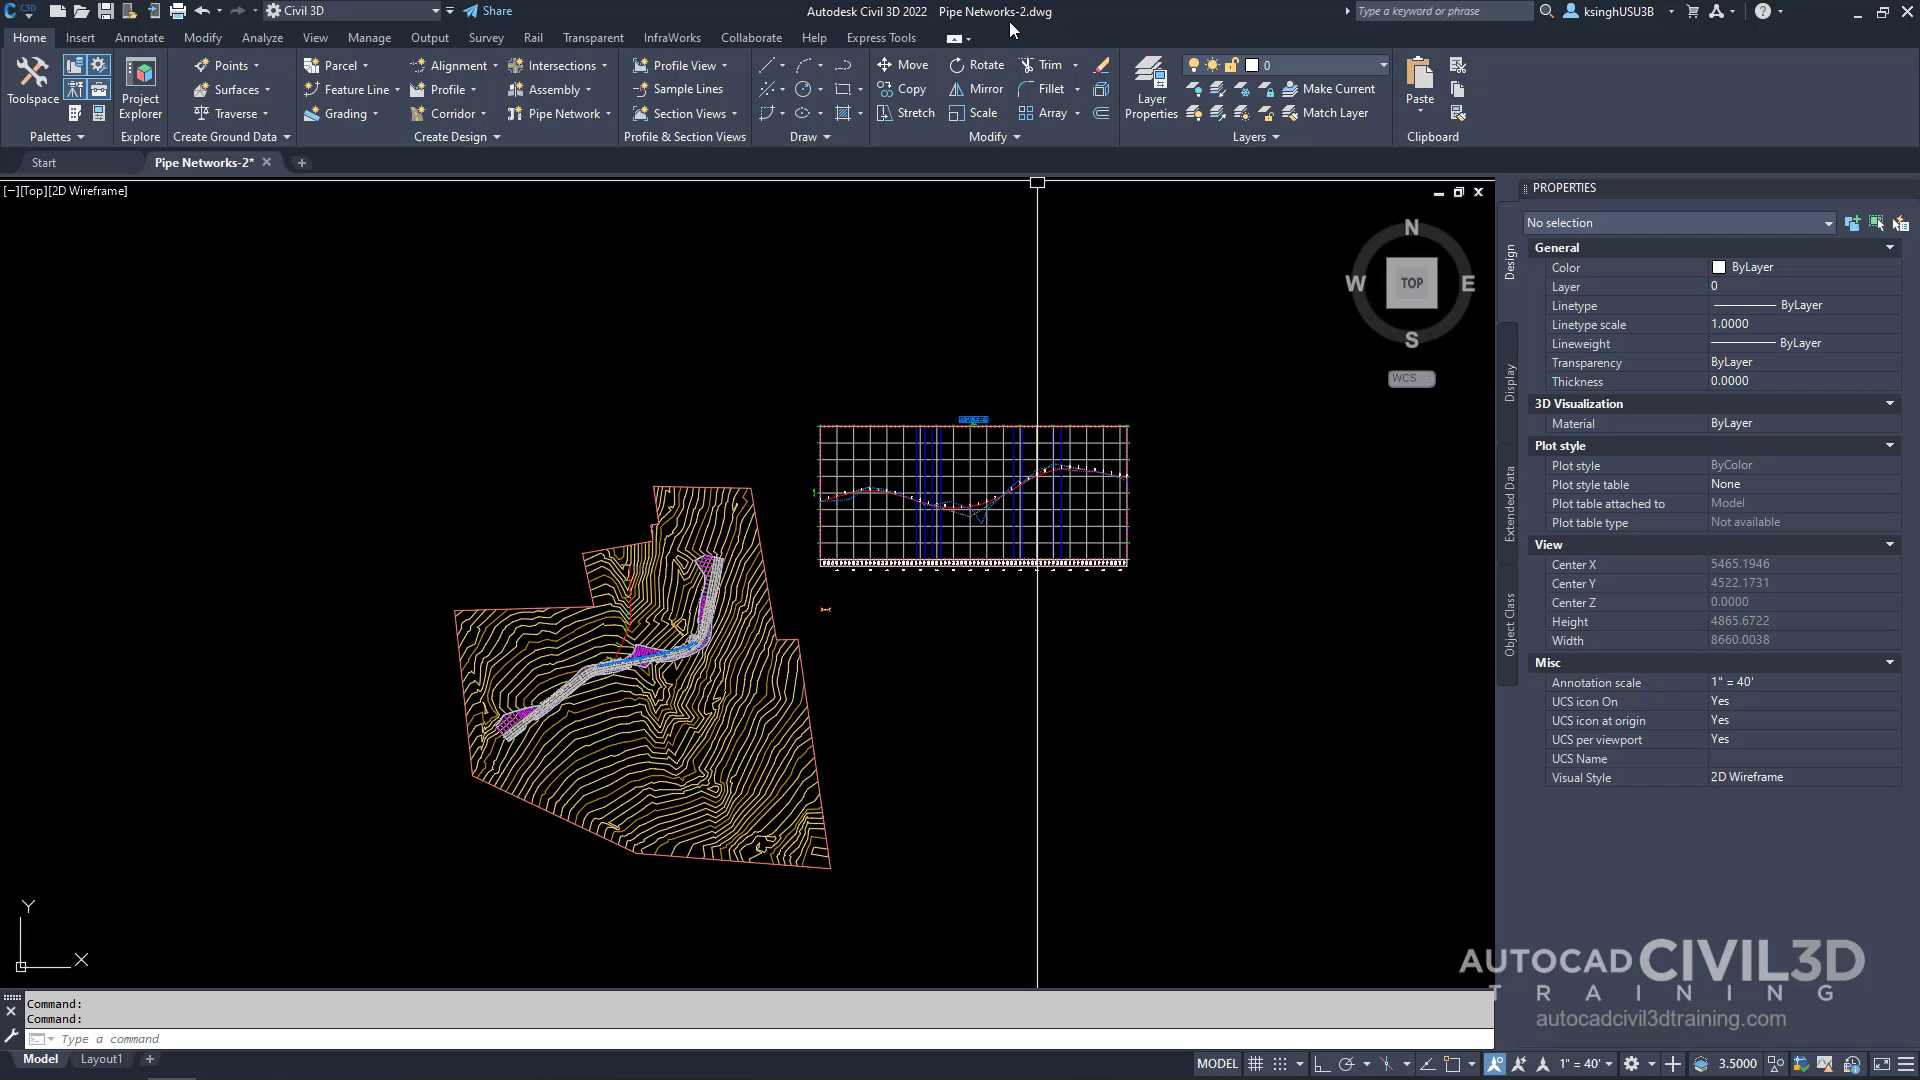 C3D Civil 3D Share Autodesk Civil 3D 2022 Pipe Networks-2.dwg Type a keyword or phrase ksinghUSU3B
Home Insert Annotate Modify Analyze View Manage Output Survey Rail Transparent InfraWorks Collaborate Help Express Tools
Points Parcel Alignment Intersections Profile View Move Rotate Trim 0
Toolspace Project Explorer Surfaces Feature Line Profile Assembly Sample Lines Copy Mirror Fillet Layer Properties Make Current Paste
Traverse Grading Corridor Pipe Network Section Views Stretch Scale Array Match Layer
Palettes Explore Create Ground Data Create Design Profile & Section Views Draw Modify Layers Clipboard
Start Pipe Networks-2*
[−][Top][2D Wireframe]
N
W TOP E
S
WCS
PROPERTIES
No selection
Design
Display
Extended Data
Object Class
General
Color ByLayer
Layer 0
Linetype ByLayer
Linetype scale 1.0000
Lineweight ByLayer
Transparency ByLayer
Thickness 0.0000
3D Visualization
Material ByLayer
Plot style
Plot style ByColor
Plot style table None
Plot table attached to Model
Plot table type Not available
View
Center X 5465.1946
Center Y 4522.1731
Center Z 0.0000
Height 4865.6722
Width 8660.0038
Misc
Annotation scale 1" = 40'
UCS icon On Yes
UCS icon at origin Yes
UCS per viewport Yes
UCS Name
Visual Style 2D Wireframe
Y
X
AUTOCAD CIVIL3D
TRAINING
autocadcivil3dtraining.com
Command:
Command:
Type a command
Model Layout1
MODEL 1" = 40' 3.5000